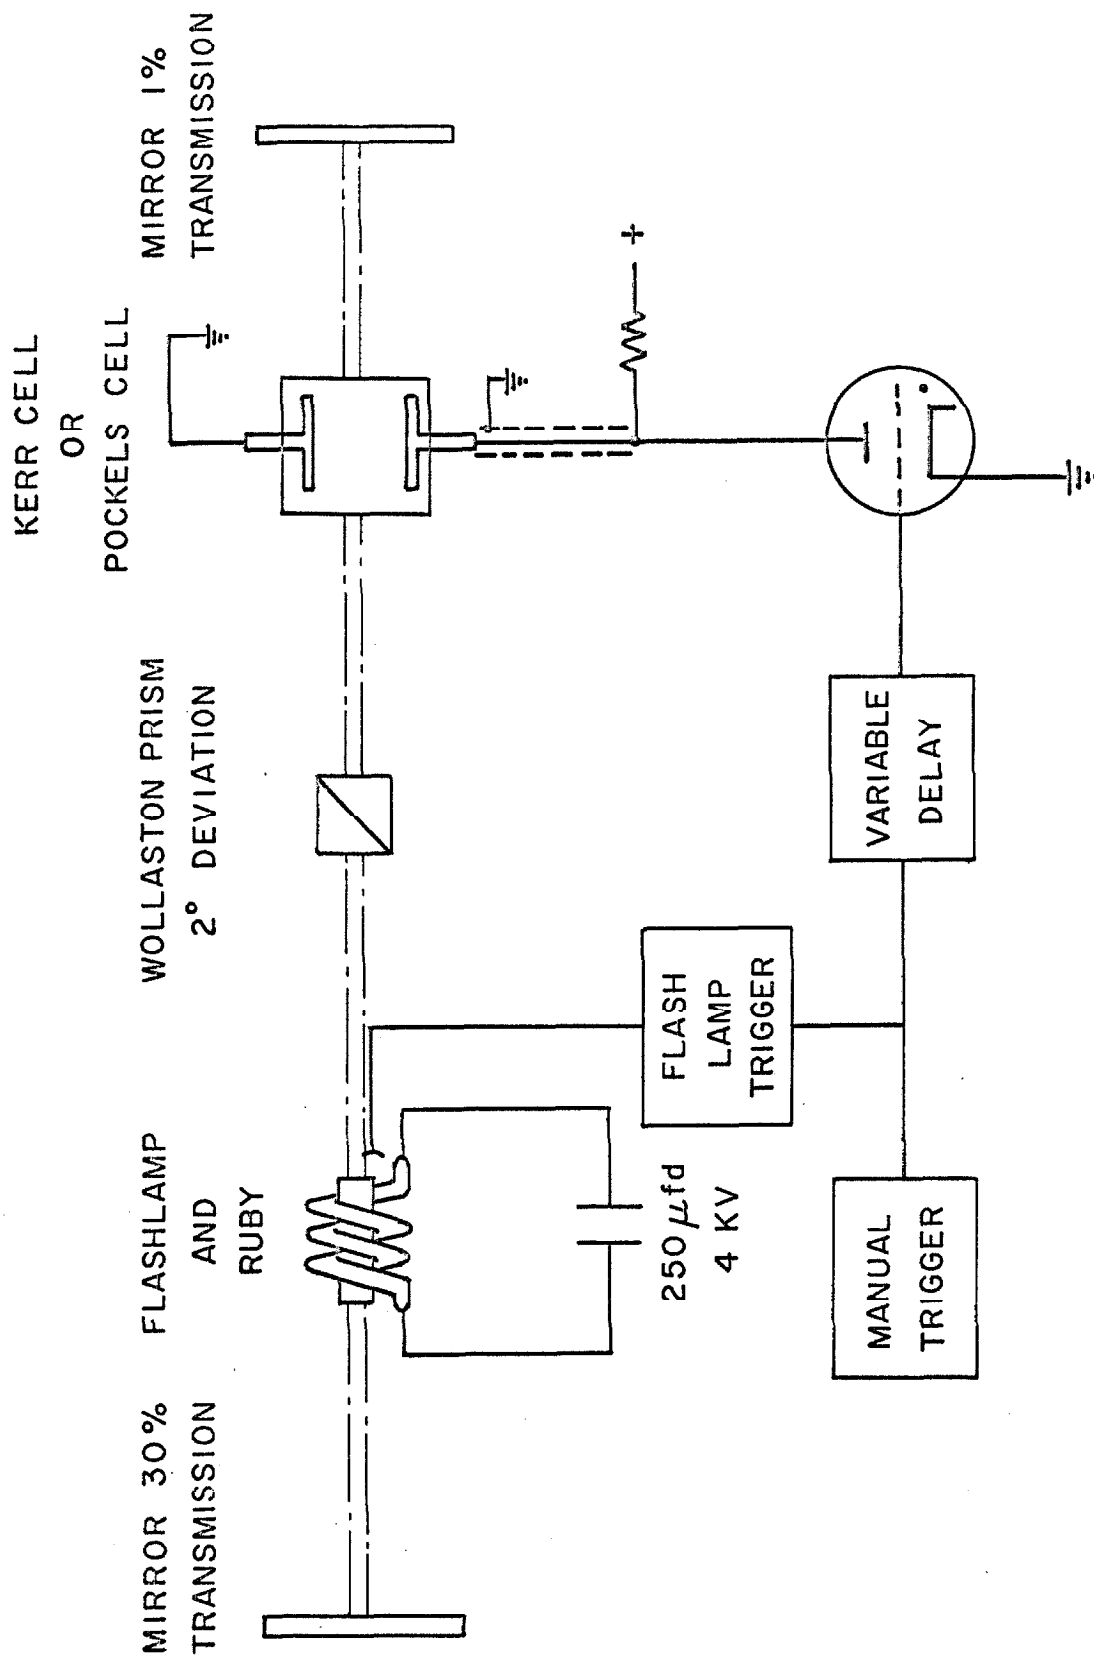 MIRROR 30%
TRANSMISSION
FLASHLAMP
AND
RUBY
WOLLASTON PRISM
2° DEVIATION
KERR CELL
OR
POCKELS CELL
MIRROR 1%
TRANSMISSION
+
250 μfd
4 KV
FLASH
LAMP
TRIGGER
MANUAL
TRIGGER
VARIABLE
DELAY